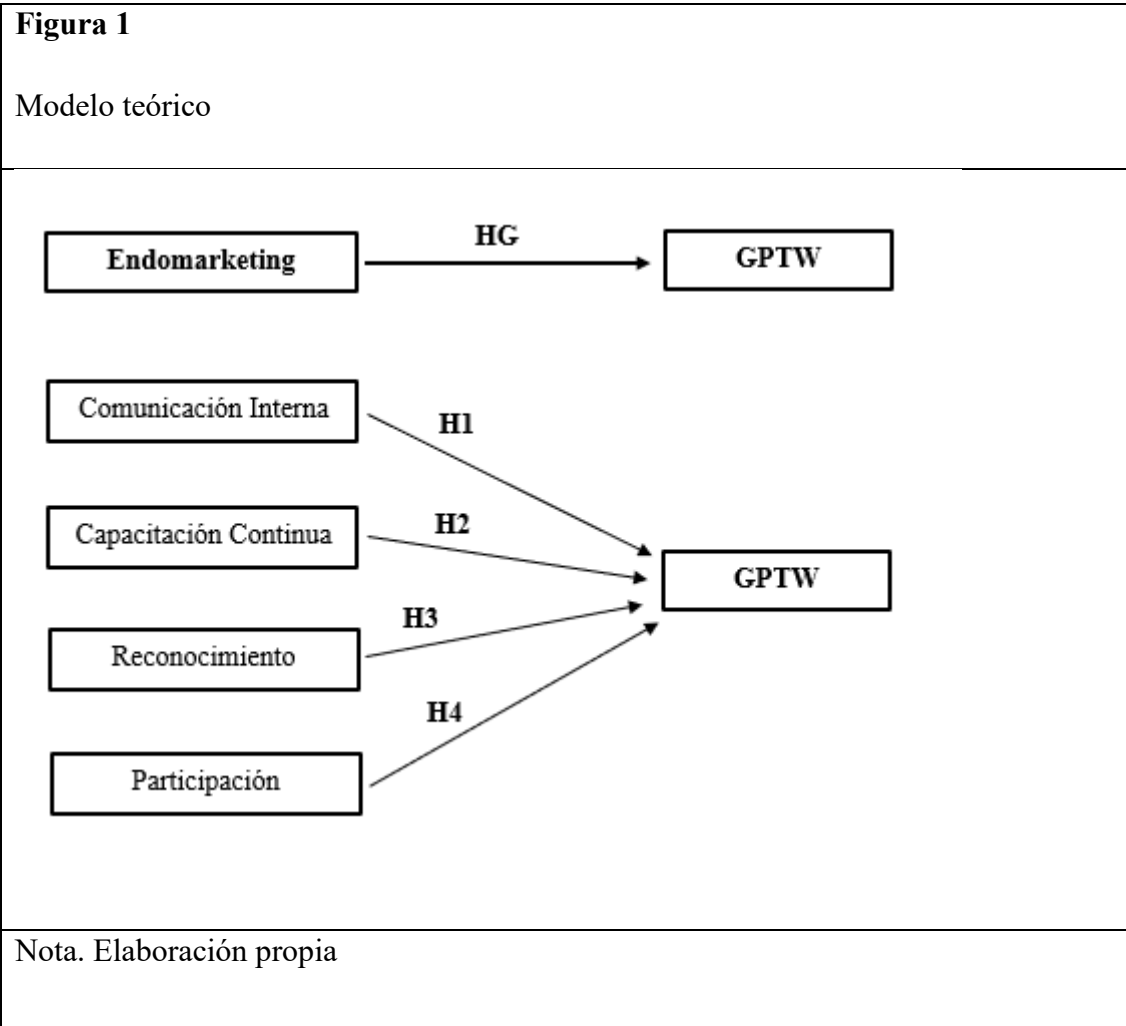 Figura 1
Modelo teórico
HG
Endomarketing
GPTW
Comunicación Interna
H1
Capacitación Continua
H2
GPTW
H3
Reconocimiento
H4
Participación
Nota. Elaboración propia